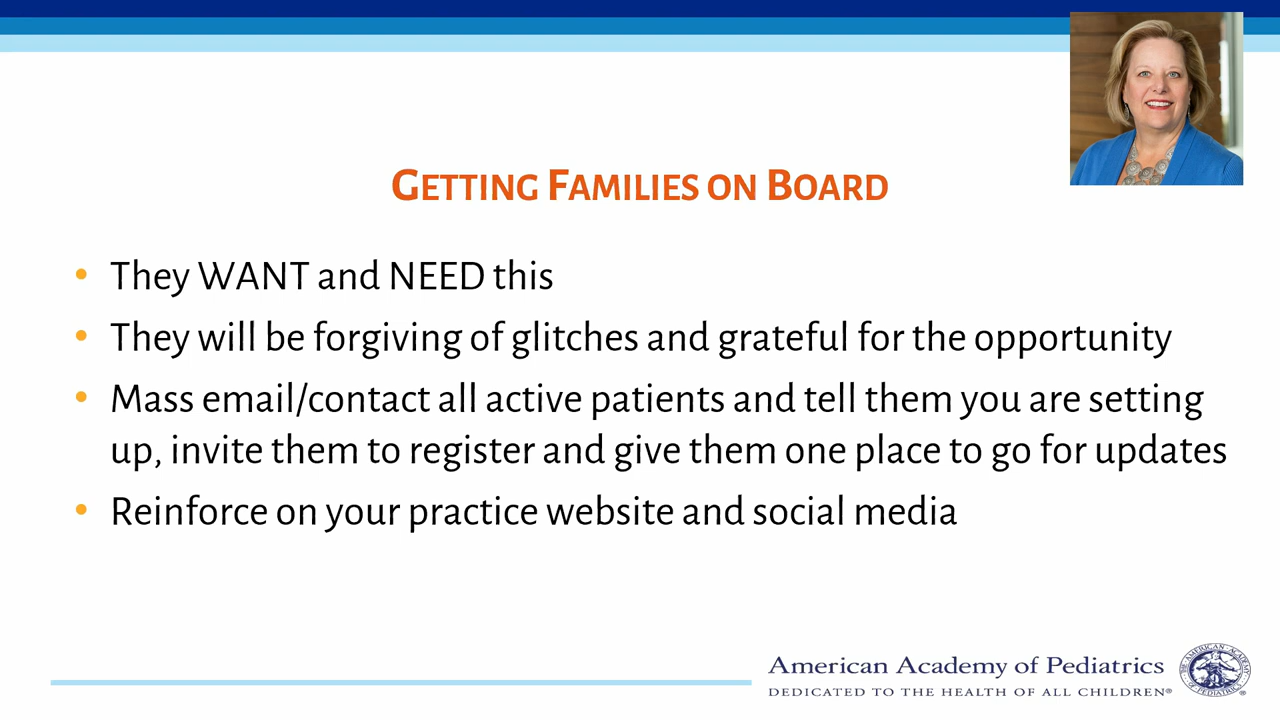 GETTING FAMILIES ON BOARD
• They WANT and NEED this
• They will be forgiving of glitches and grateful for the opportunity
• Mass email/contact all active patients and tell them you are setting
up, invite them to register and give them one place to go for updates
• Reinforce on your practice website and social media
American Academy of Pediatrics
DEDICATED TO THE HEALTH OF ALL CHILDREN®